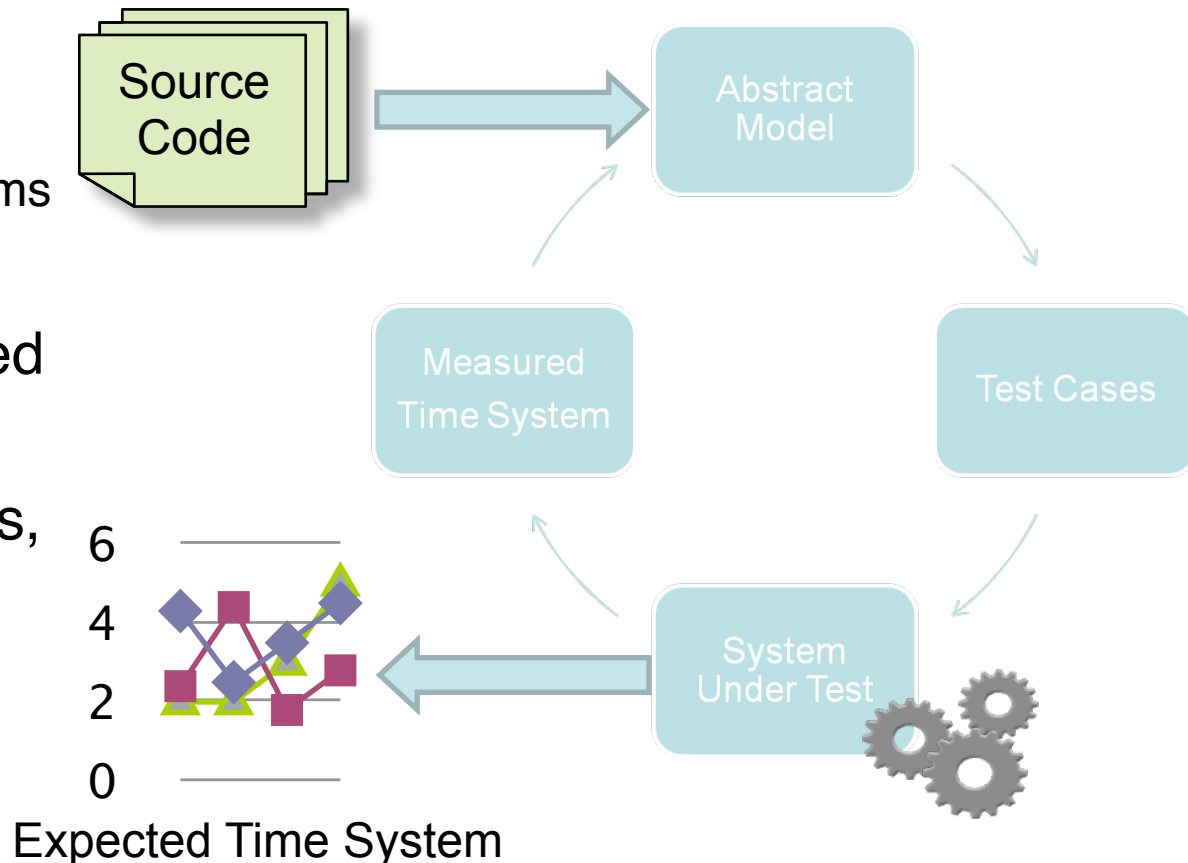 Source
Code
Abstract
Model
ms
ed
Measured
Time System
Test Cases
s,
6
4
2
0
System
Under Test
Expected Time System